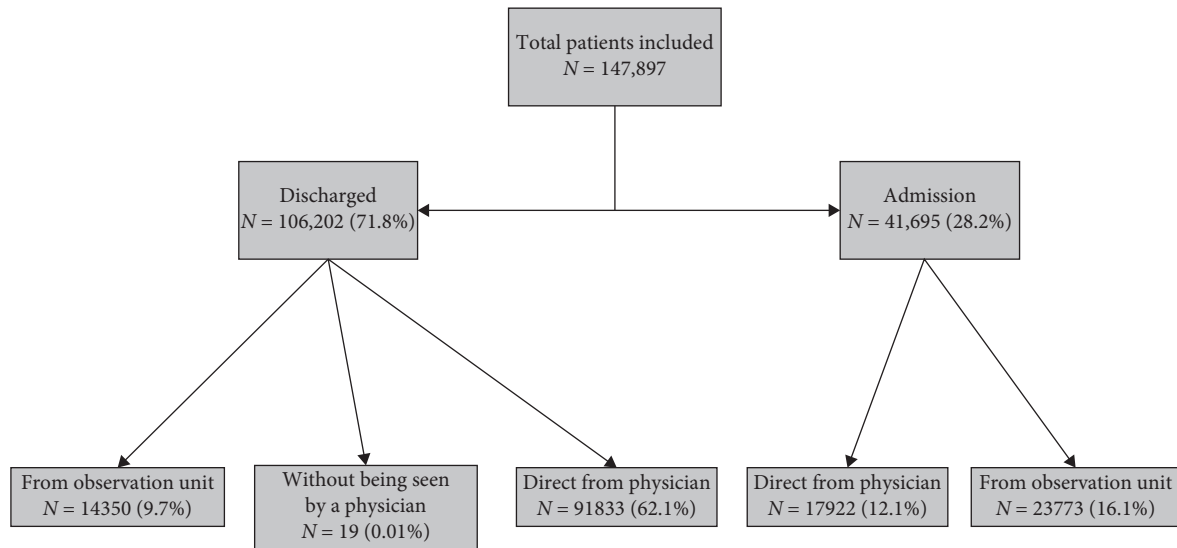 Total patients included
N = 147,897
Discharged
N = 106,202 (71.8%)
Admission
N = 41,695 (28.2%)
From observation unit
N = 14350 (9.7%)
Without being seen
by a physician
N = 19 (0.01%)
Direct from physician
N = 91833 (62.1%)
Direct from physician
N = 17922 (12.1%)
From observation unit
N = 23773 (16.1%)